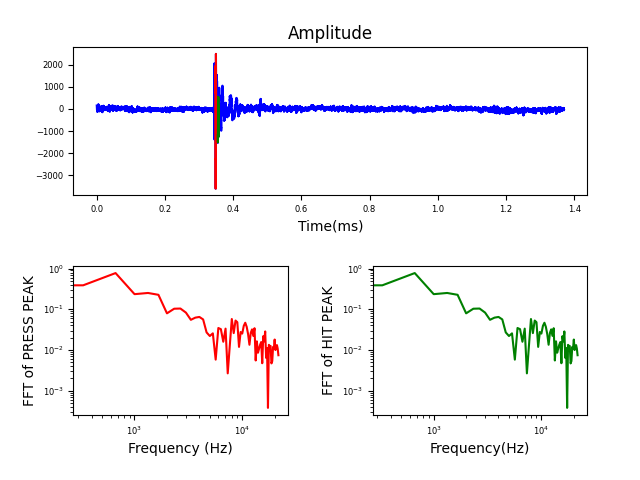 Amplitude
2000
1000
0
−1000
−2000
−3000
0.0 0.2 0.4 0.6 0.8 1.0 1.2 1.4
Time(ms)
FFT of PRESS PEAK
10⁰
10⁻¹
10⁻²
10⁻³
10³ 10⁴
Frequency (Hz)
FFT of HIT PEAK
10⁰
10⁻¹
10⁻²
10⁻³
10³ 10⁴
Frequency(Hz)